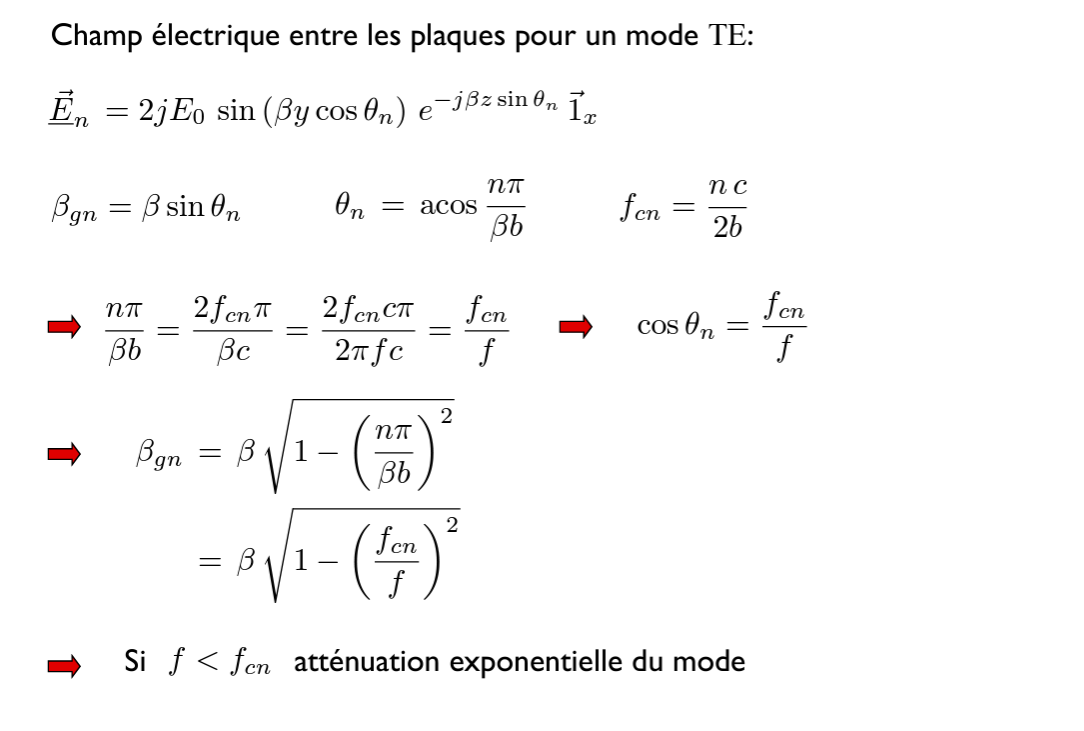 Champ électrique entre les plaques pour un mode TE:
$\underline{\vec{E}}_n = 2jE_0 \sin(\beta y \cos\theta_n) \, e^{-j\beta z \sin\theta_n} \, \vec{1}_x$
$\beta_{gn} = \beta \sin\theta_n \quad \theta_n = \text{acos} \frac{n\pi}{\beta b} \quad f_{cn} = \frac{n\,c}{2b}$
$\frac{n\pi}{\beta b} = \frac{2f_{cn}\pi}{\beta c} = \frac{2f_{cn}c\pi}{2\pi f c} = \frac{f_{cn}}{f} \quad \cos\theta_n = \frac{f_{cn}}{f}$
$\beta_{gn} = \beta \sqrt{1 - \left(\frac{n\pi}{\beta b}\right)^2}$
$= \beta \sqrt{1 - \left(\frac{f_{cn}}{f}\right)^2}$
Si $f < f_{cn}$ atténuation exponentielle du mode